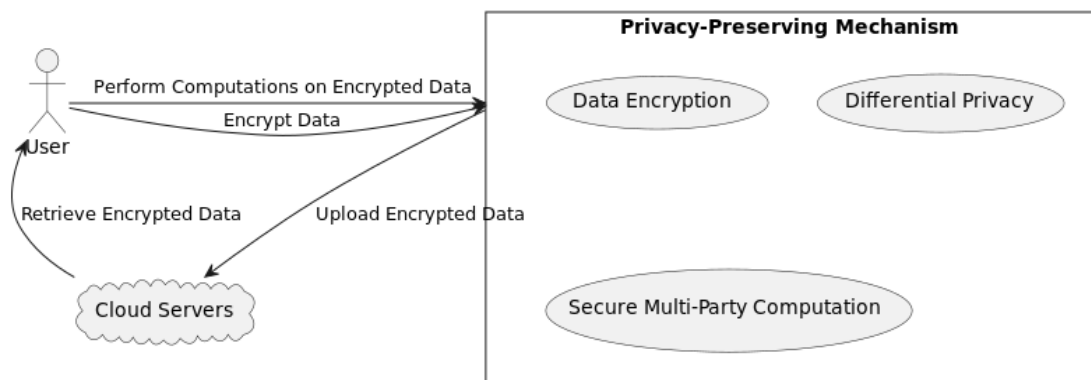 Privacy-Preserving Mechanism
Perform Computations on Encrypted Data
Data Encryption
Differential Privacy
Encrypt Data
User
Retrieve Encrypted Data
Upload Encrypted Data
Cloud Servers
Secure Multi-Party Computation